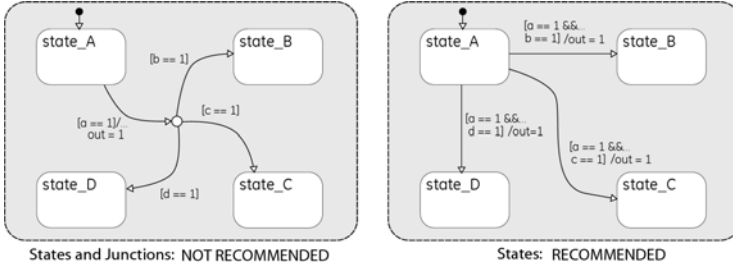 state_A
state_B
[b == 1]
[a == 1]/...
out = 1
[c == 1]
state_D
[d == 1]
state_C
States and Junctions: NOT RECOMMENDED
state_A
[a == 1 &&...
b == 1] /out = 1
state_B
[a == 1 &&...
d == 1] /out=1
[a == 1 &&...
c == 1] /out = 1
state_D
state_C
States: RECOMMENDED